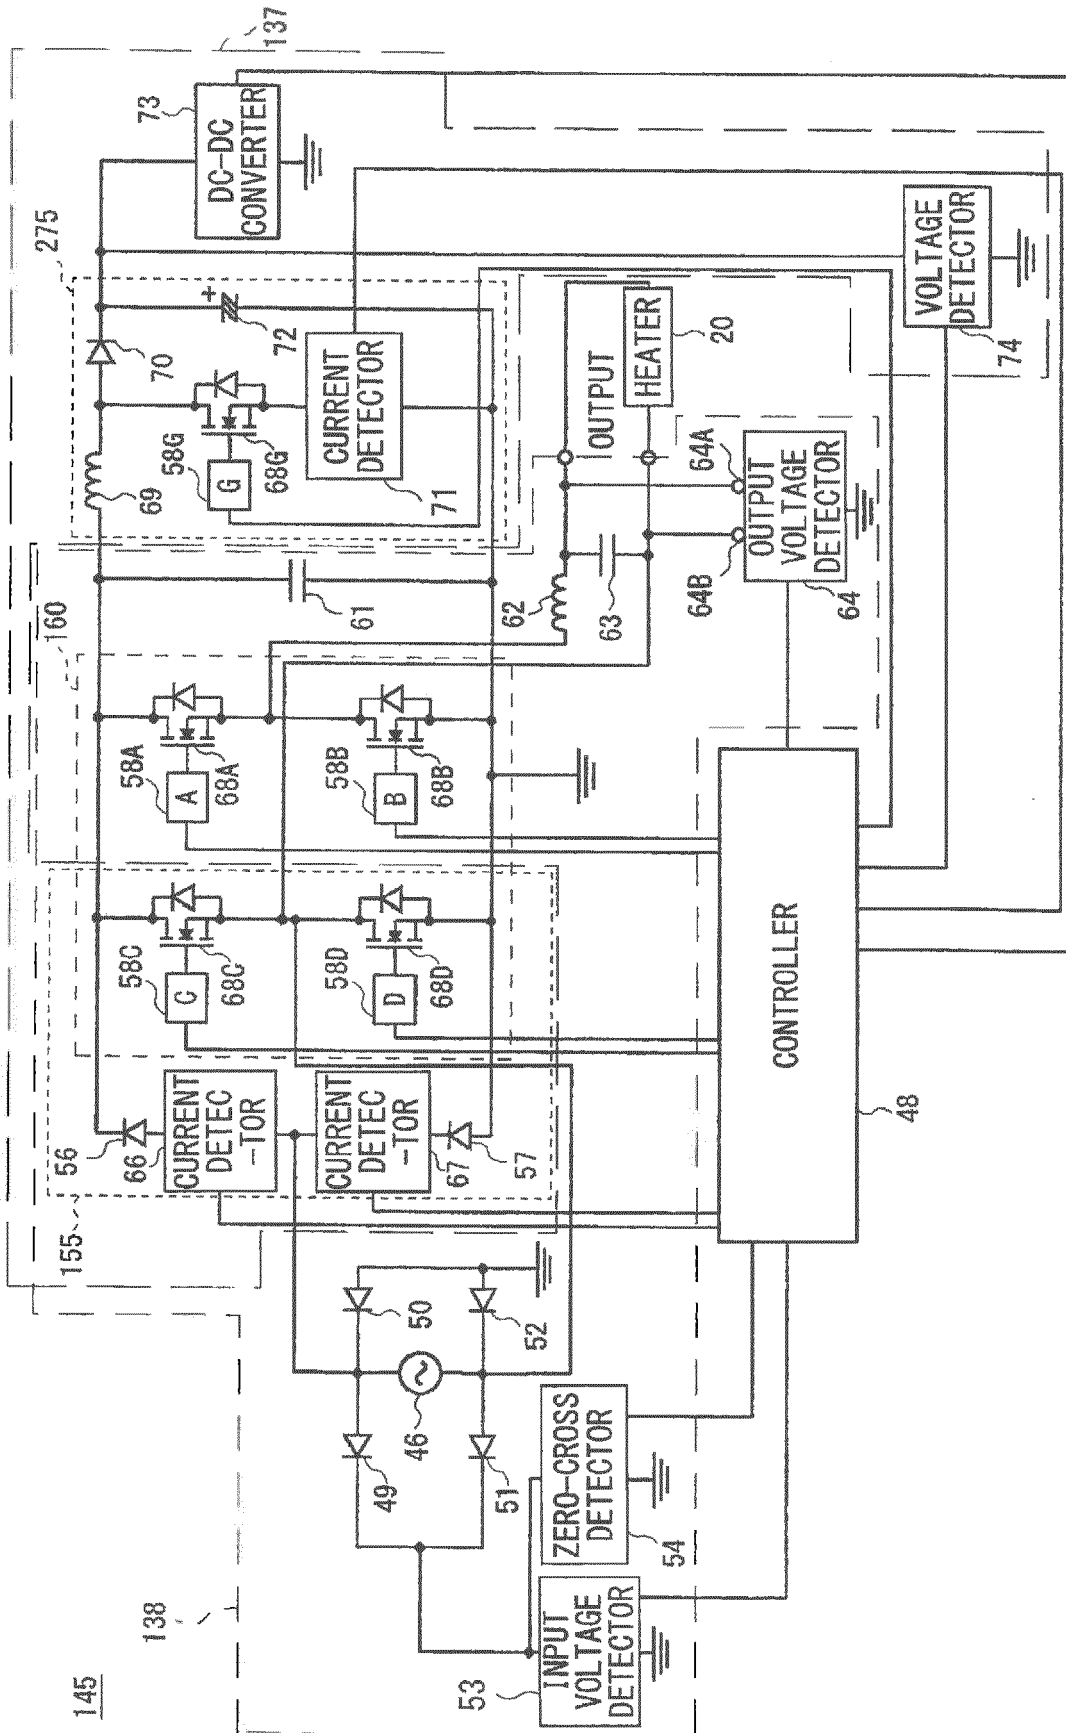 145
138
137
155
160
275
53
INPUT
VOLTAGE
DETECTOR
ZERO-CROSS
DETECTOR
54
49
50
51
52
46
56
66
CURRENT
DETEC
-TOR
CURRENT
DETEC
-TOR
67
57
58C
C
68C
58D
D
68D
58A
A
68A
58B
B
68B
61
62
63
69
70
58G
G
68G
+
72
CURRENT
DETECTOR
71
73
DC-DC
CONVERTER
OUTPUT
HEATER
20
64A
64B
OUTPUT
VOLTAGE
DETECTOR
64
VOLTAGE
DETECTOR
74
CONTROLLER
48